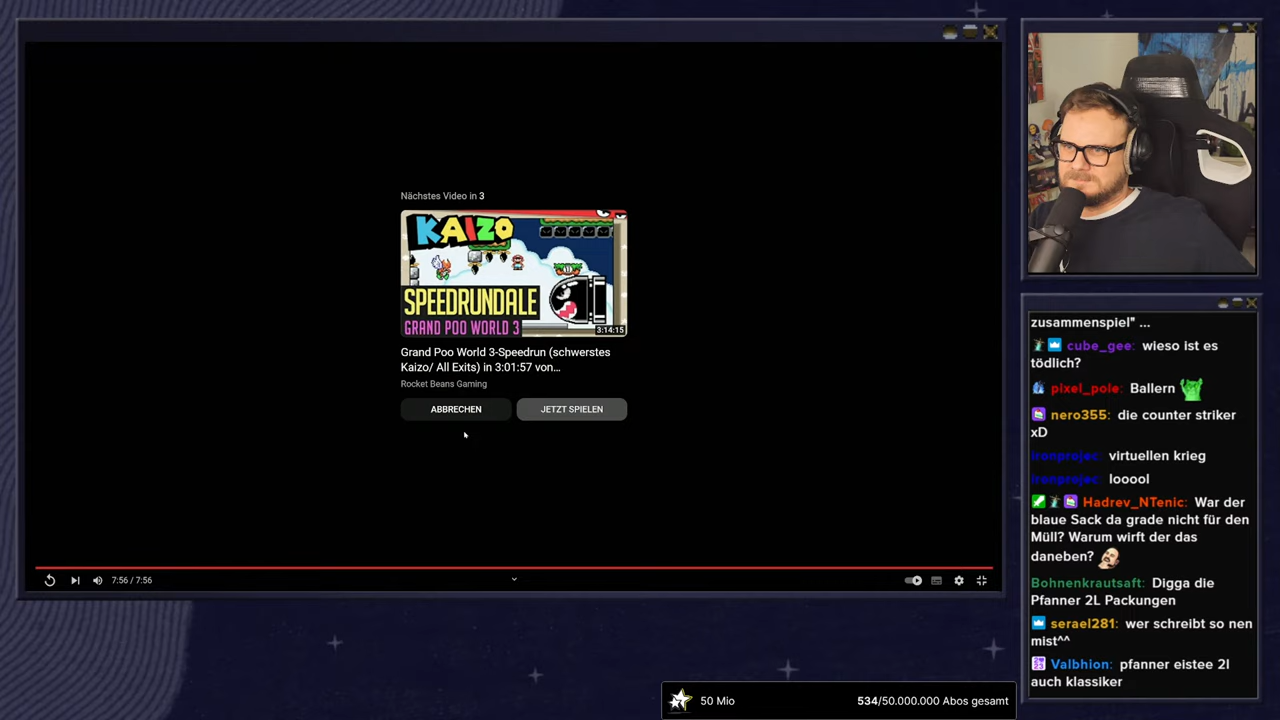 Nächstes Video in 3
KAIZO
SPEEDRUNDALE
GRAND POO WORLD 3
3:14:15
Grand Poo World 3-Speedrun (schwerstes
Kaizo/ All Exits) in 3:01:57 von...
Rocket Beans Gaming
ABBRECHEN
JETZT SPIELEN
7:56 / 7:56
zusammenspiel" ...
cube_gee: wieso ist es
tödlich?
pixel_pole: Ballern
nero355: die counter striker
xD
ironprojec: virtuellen krieg
ironprojec: looool
Hadrev_NTenic: War der
blaue Sack da grade nicht für den
Müll? Warum wirft der das
daneben?
Bohnenkrautsaft: Digga die
Pfanner 2L Packungen
serael281: wer schreibt so nen
mist^^
Valbhion: pfanner eistee 2l
auch klassiker
50 Mio
534/50.000.000 Abos gesamt